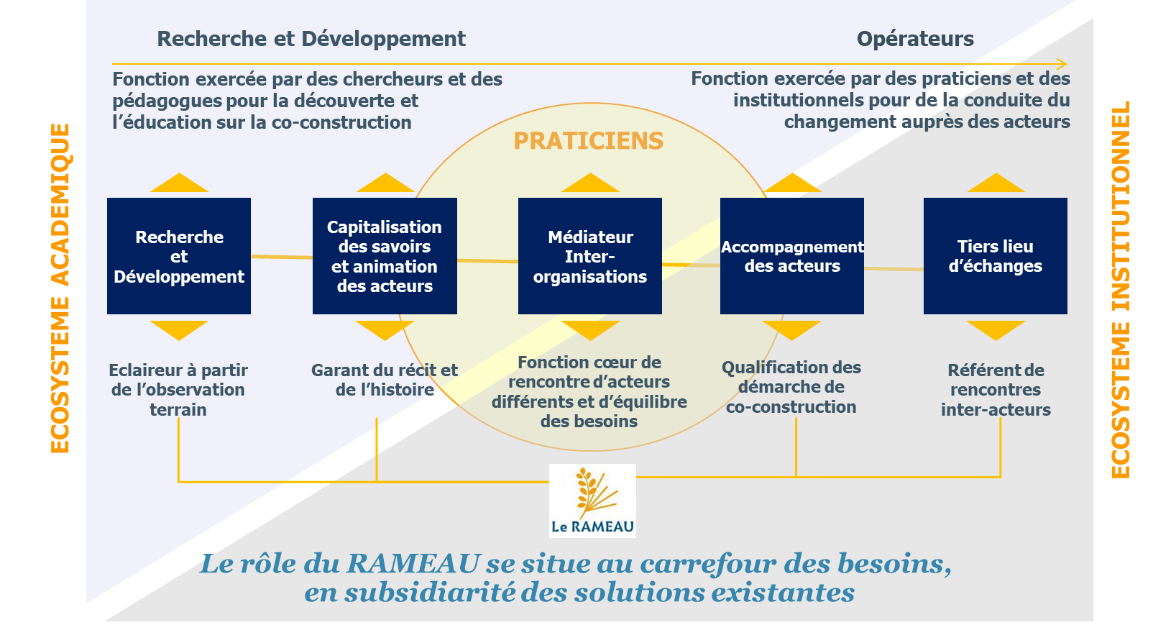 Recherche et Développement
Opérateurs
Fonction exercée par des chercheurs et des
pédagogues pour la découverte et
l’éducation sur la co-construction
Fonction exercée par des praticiens et des
institutionnels pour de la conduite du
changement auprès des acteurs
ECOSYSTEME ACADEMIQUE
ECOSYSTEME INSTITUTIONNEL
PRATICIENS
Recherche
et
Développement
Capitalisation
des savoirs
et animation
des acteurs
Médiateur
Inter-
organisations
Accompagnement
des acteurs
Tiers lieu
d’échanges
Eclaireur à partir
de l’observation
terrain
Garant du récit et
de l’histoire
Fonction cœur de
rencontre d’acteurs
différents et d’équilibre
des besoins
Qualification des
démarche de
co-construction
Référent de
rencontres
inter-acteurs
Le RAMEAU
Le rôle du RAMEAU se situe au carrefour des besoins,
en subsidiarité des solutions existantes